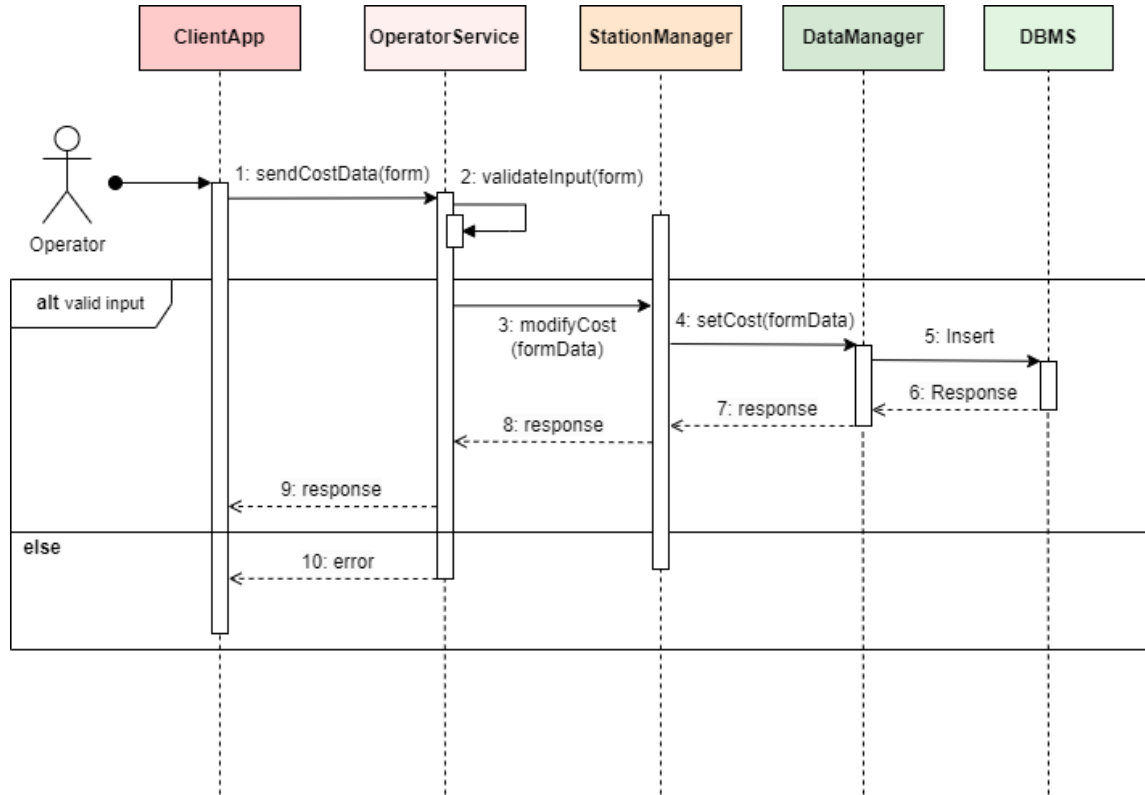 ClientApp
OperatorService
StationManager
DataManager
DBMS
Operator
1: sendCostData(form)
2: validateInput(form)
alt valid input
3: modifyCost
(formData)
4: setCost(formData)
5: Insert
6: Response
7: response
8: response
9: response
else
10: error